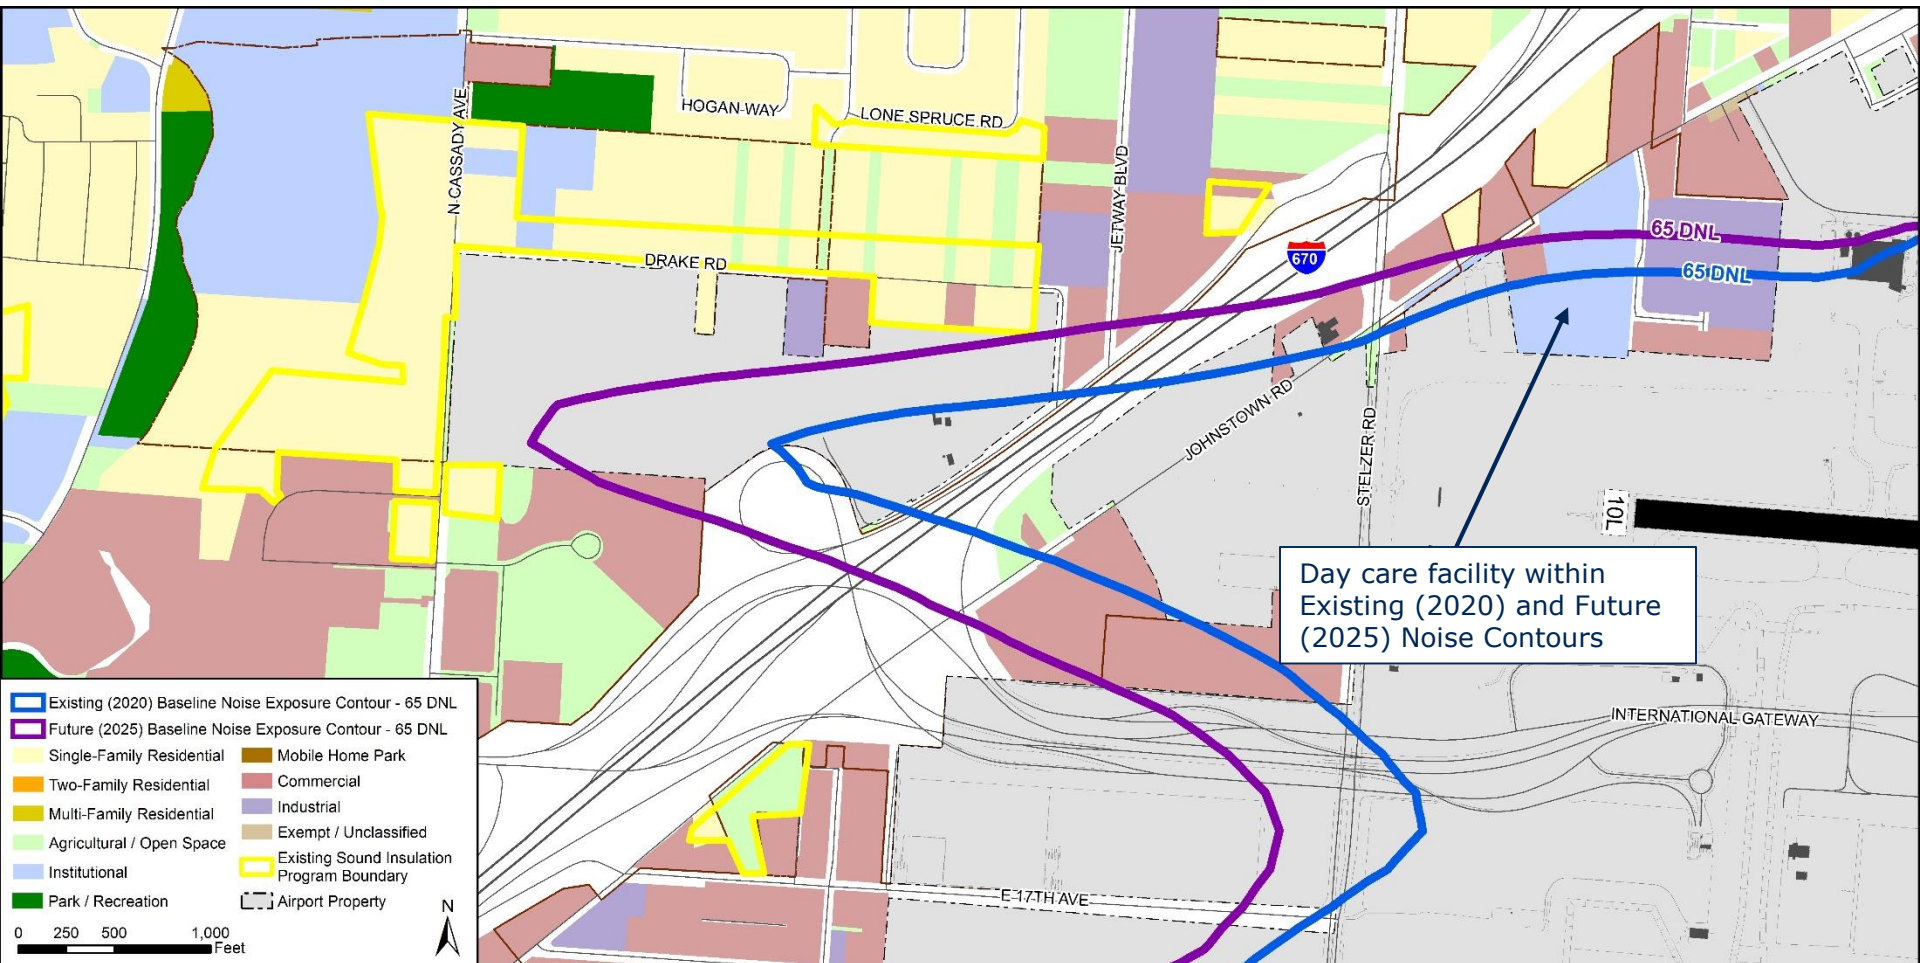 HOGAN WAY
LONE SPRUCE RD
N CASSADY AVE
JETWAY BLVD
DRAKE RD
670
65 DNL
65 DNL
JOHNSTOWN RD
STELZER RD
10L
Day care facility within
Existing (2020) and Future
(2025) Noise Contours
INTERNATIONAL GATEWAY
E 17TH AVE
Existing (2020) Baseline Noise Exposure Contour - 65 DNL
Future (2025) Baseline Noise Exposure Contour - 65 DNL
Single-Family Residential
Two-Family Residential
Multi-Family Residential
Agricultural / Open Space
Institutional
Park / Recreation
Mobile Home Park
Commercial
Industrial
Exempt / Unclassified
Existing Sound Insulation
Program Boundary
Airport Property
N
0 250 500 1,000
Feet